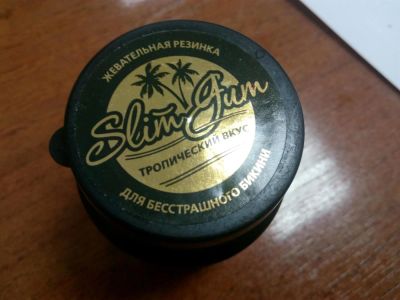 ЖЕВАТЕЛЬНАЯ РЕЗИНКА
Slim Gum
ТРОПИЧЕСКИЙ ВКУС
ДЛЯ БЕССТРАШНОГО БИКИНИ